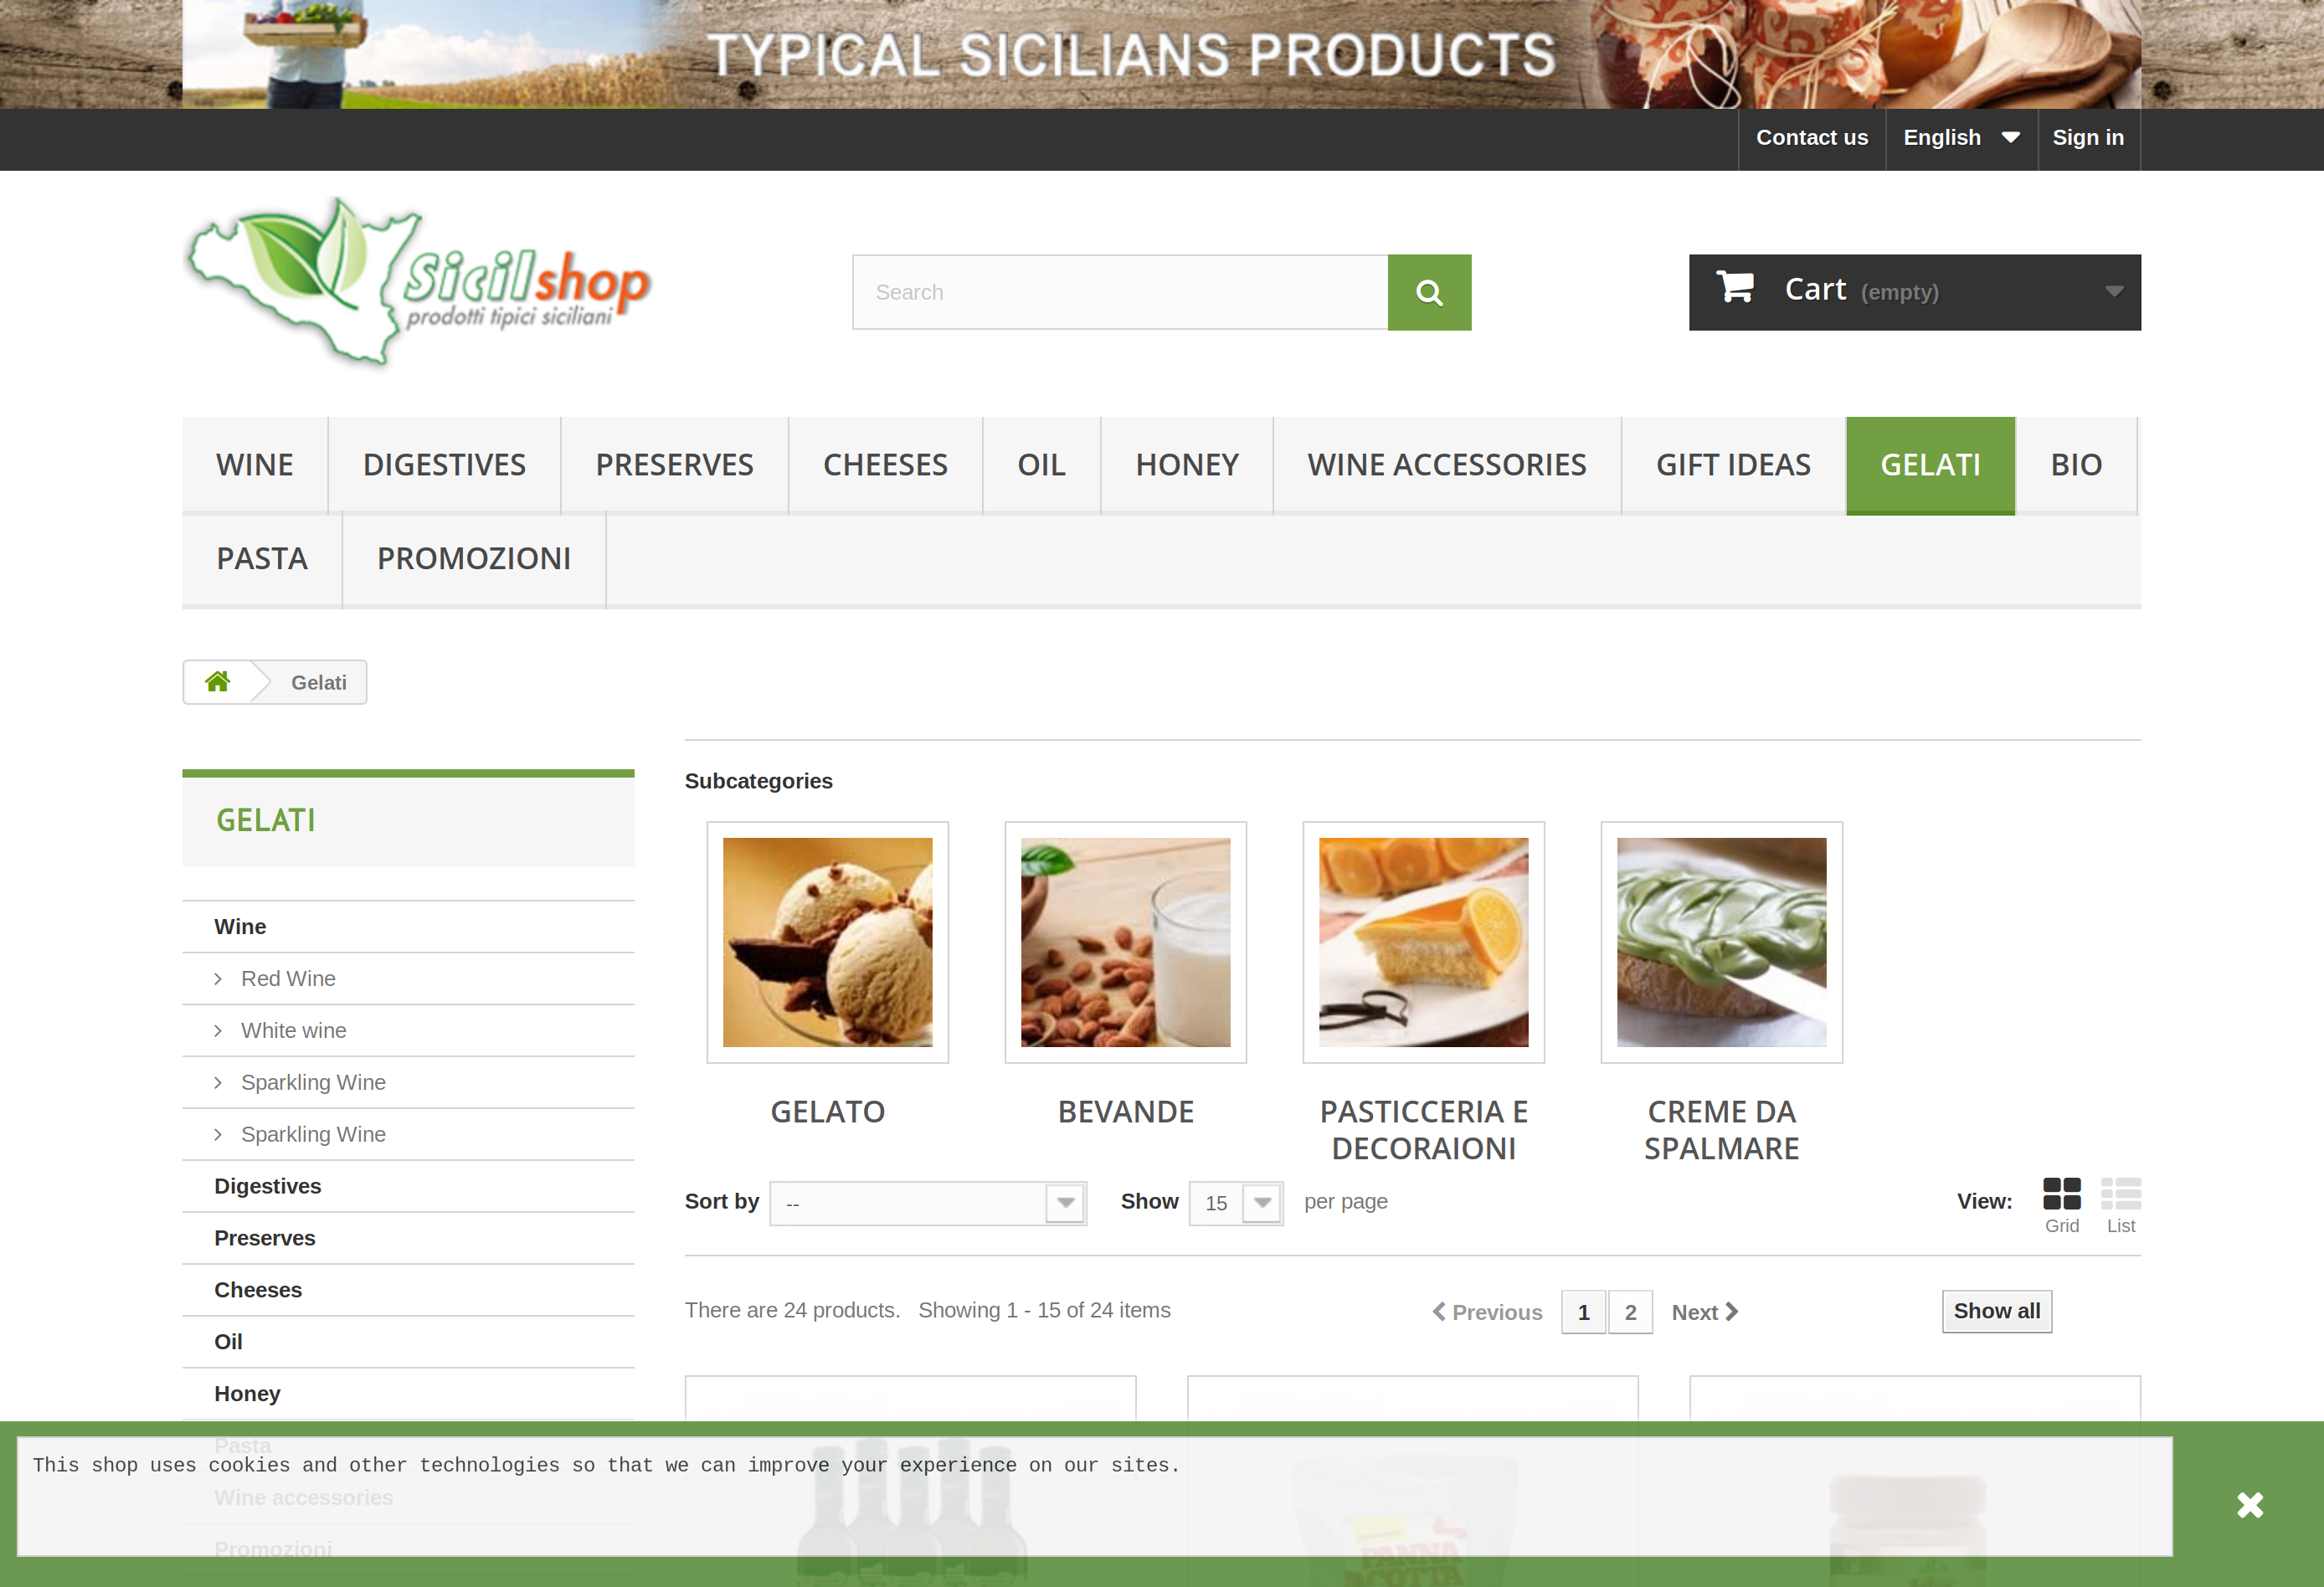 TYPICAL SICILIANS PRODUCTS
Contact us
English
Sign in
Sicilshop
prodotti tipici siciliani
Search
Cart (empty)
WINE
DIGESTIVES
PRESERVES
CHEESES
OIL
HONEY
WINE ACCESSORIES
GIFT IDEAS
GELATI
BIO
PASTA
PROMOZIONI
Gelati
GELATI
Wine
Red Wine
White wine
Sparkling Wine
Sparkling Wine
Digestives
Preserves
Cheeses
Oil
Honey
Pasta
Wine accessories
Promozioni
Subcategories
GELATO
BEVANDE
PASTICCERIA E
DECORAIONI
CREME DA
SPALMARE
Sort by --
Show 15 per page
View:
Grid
List
There are 24 products. Showing 1 - 15 of 24 items
Previous 1 2 Next
Show all
This shop uses cookies and other technologies so that we can improve your experience on our sites.
PANNA
COTTA